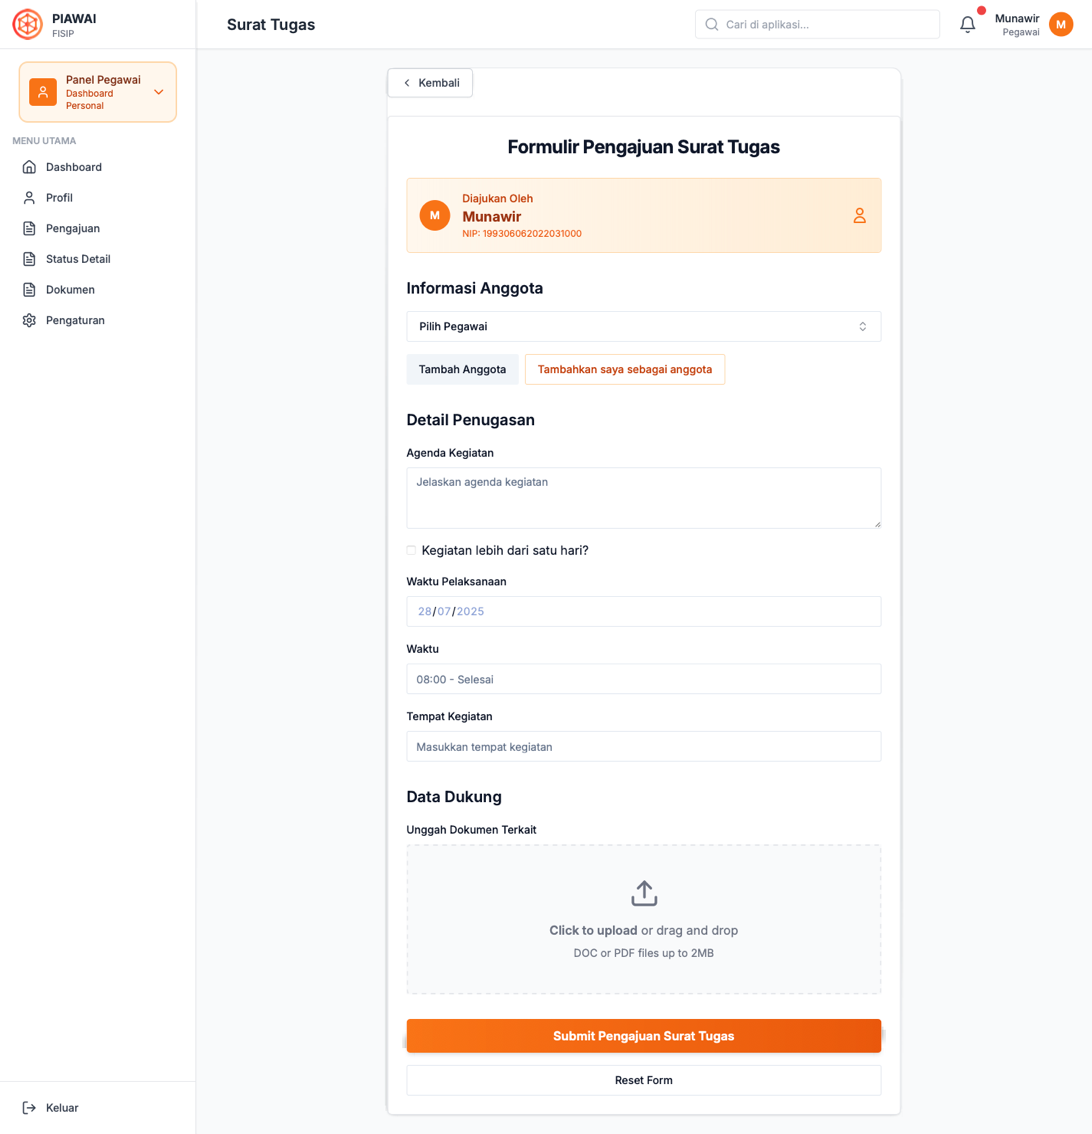 PIAWAI
FISIP
Surat Tugas
Cari di aplikasi...
Munawir
Pegawai
M
Panel Pegawai
Dashboard
Personal
MENU UTAMA
Dashboard
Profil
Pengajuan
Status Detail
Dokumen
Pengaturan
Keluar
Kembali
Formulir Pengajuan Surat Tugas
M
Diajukan Oleh
Munawir
NIP: 199306062022031000
Informasi Anggota
Pilih Pegawai
Tambah Anggota
Tambahkan saya sebagai anggota
Detail Penugasan
Agenda Kegiatan
Jelaskan agenda kegiatan
Kegiatan lebih dari satu hari?
Waktu Pelaksanaan
28/07/2025
Waktu
08:00 - Selesai
Tempat Kegiatan
Masukkan tempat kegiatan
Data Dukung
Unggah Dokumen Terkait
Click to upload or drag and drop
DOC or PDF files up to 2MB
Submit Pengajuan Surat Tugas
Reset Form